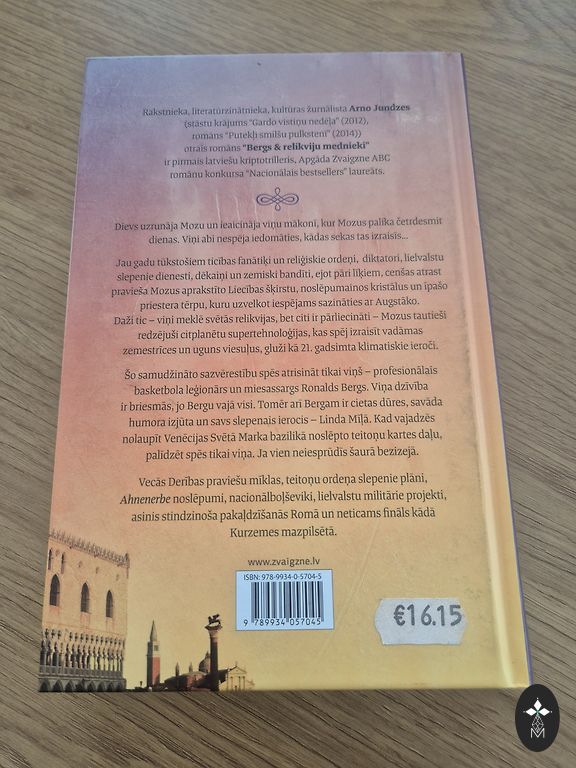 Rakstnieka, literatūrzinātnieka, kultūras žurnālista Arno Jundzes
(stāstu krājums "Gardo vistiņu nedēļa" (2012),
romāns "Putekļi smilšu pulkstenī" (2014))
otrais romāns "Bergs & relikviju mednieki"
ir pirmais latviešu kriptotrilleris, Apgāda Zvaigzne ABC
romānu konkursa "Nacionālais bestsellers" laureāts.
Dievs uzrunāja Mozu un ieaicināja viņu mākonī, kur Mozus palika četrdesmit
dienas. Viņi abi nespēja iedomāties, kādas sekas tas izraisīs...
Jau gadu tūkstošiem ticības fanātiķi un reliģiskie ordeņi, diktatori, lielvalstu
slepenie dienesti, dēkaiņi un zemiski bandīti, ejot pāri līķiem, cenšas atrast
pravieša Mozus aprakstīto Liecības šķirstu, noslēpumainos kristālus un īpašo
priestera tērpu, kuru uzvelkot iespējams sazināties ar Augstāko.
Daži tic – viņi meklē svētās relikvijas, bet citi ir pārliecināti – Mozus tautieši
redzējuši citplanētu supertehnoloģijas, kas spēj izraisīt vadāmas
zemestrīces un uguns viesuļus, gluži kā 21. gadsimta klimatiskie ieroči.
Šo samudžināto sazvērestību spēs atrisināt tikai viņš – profesionālais
basketbola leģionārs un miesassargs Ronalds Bergs. Viņa dzīvība
ir briesmās, jo Bergu vajā visi. Tomēr arī Bergam ir cietas dūres, savāda
humora izjūta un savs slepenais ierocis – Linda Mīļā. Kad vajadzēs
nolaupīt Venēcijas Svētā Marka bazilikā noslēpto teitoņu kartes daļu,
palīdzēt spēs tikai viņa. Ja vien neiesprūdīs šaurā bezizejā.
Vecās Derības praviešu mīklas, teitoņu ordeņa slepenie plāni,
Ahnenerbe noslēpumi, nacionālboļševiki, lielvalstu militārie projekti,
asinis stindzinoša pakaļdzīšanās Romā un neticams fināls kādā
Kurzemes mazpilsētā.
www.zvaigzne.lv
ISBN: 978-9934-0-5704-5
9 789934 057045
€16.15
M